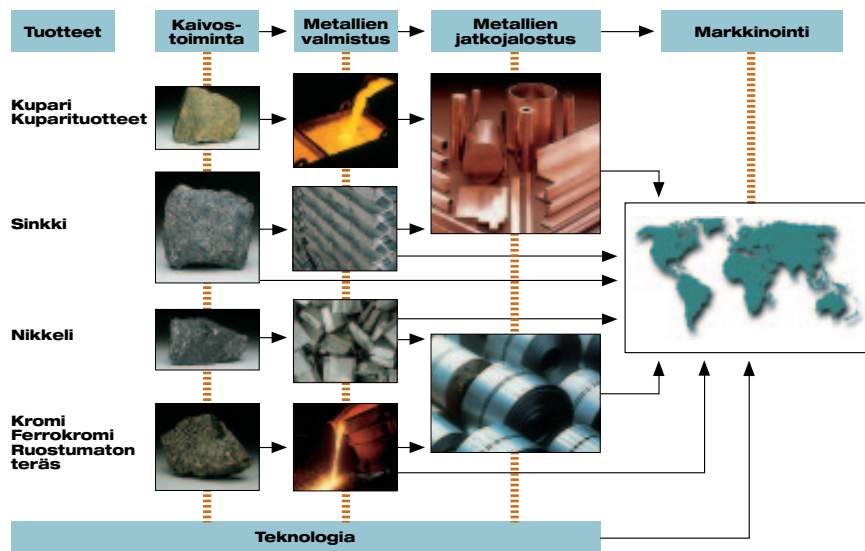 Tuotteet
Kaivos-
toiminta
Metallien
valmistus
Metallien
jatkojalostus
Markkinointi
Kupari
Kuparituotteet
Sinkki
Nikkeli
Kromi
Ferrokromi
Ruostumaton
teräs
Teknologia